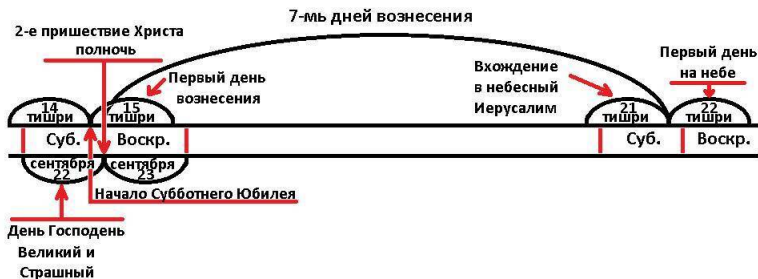 7-мь дней вознесения
2-е пришествие Христа
полночь
Первый день
вознесения
Вхождение
в небесный
Иерусалим
Первый день
на небе
14
тишри
15
тишри
21
тишри
22
тишри
Суб.
Воскр.
Суб.
Воскр.
сентября
22
сентября
23
Начало Субботнего Юбилея
День Господень
Великий и
Страшный